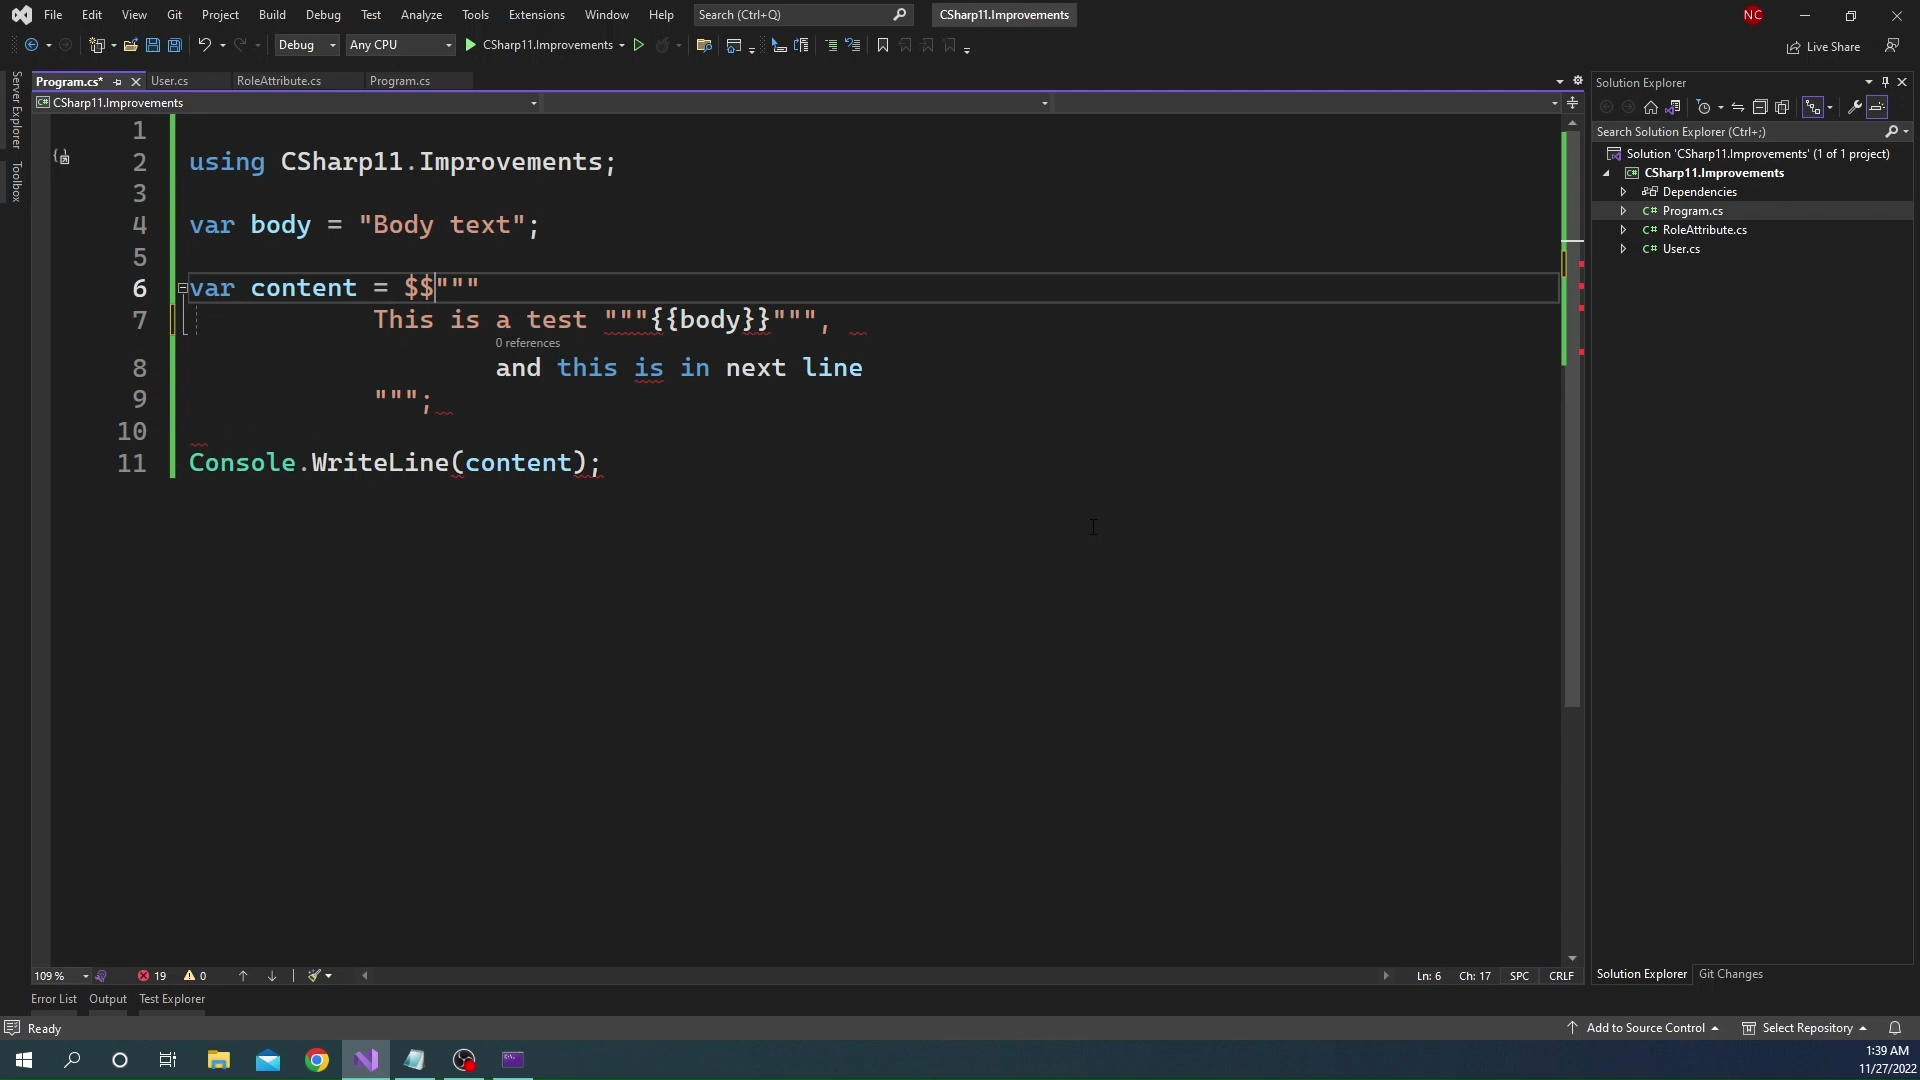 File Edit View Git Project Build Debug Test Analyze Tools Extensions Window Help Search (Ctrl+Q) CSharp11.Improvements NC
Debug Any CPU CSharp11.Improvements Live Share
Server Explorer
Toolbox
Program.cs* User.cs RoleAttribute.cs Program.cs
CSharp11.Improvements
1
2 using CSharp11.Improvements;
3
4 var body = "Body text";
5
6 var content = $$"""
7 This is a test """{{body}}""",
0 references
8 and this is in next line
9 """;
10
11 Console.WriteLine(content);
109 % 19 0 Ln: 6 Ch: 17 SPC CRLF
Solution Explorer
Search Solution Explorer (Ctrl+;)
Solution 'CSharp11.Improvements' (1 of 1 project)
C# CSharp11.Improvements
Dependencies
C# Program.cs
C# RoleAttribute.cs
C# User.cs
Solution Explorer Git Changes
Error List Output Test Explorer
Ready Add to Source Control Select Repository
1:39 AM
11/27/2022